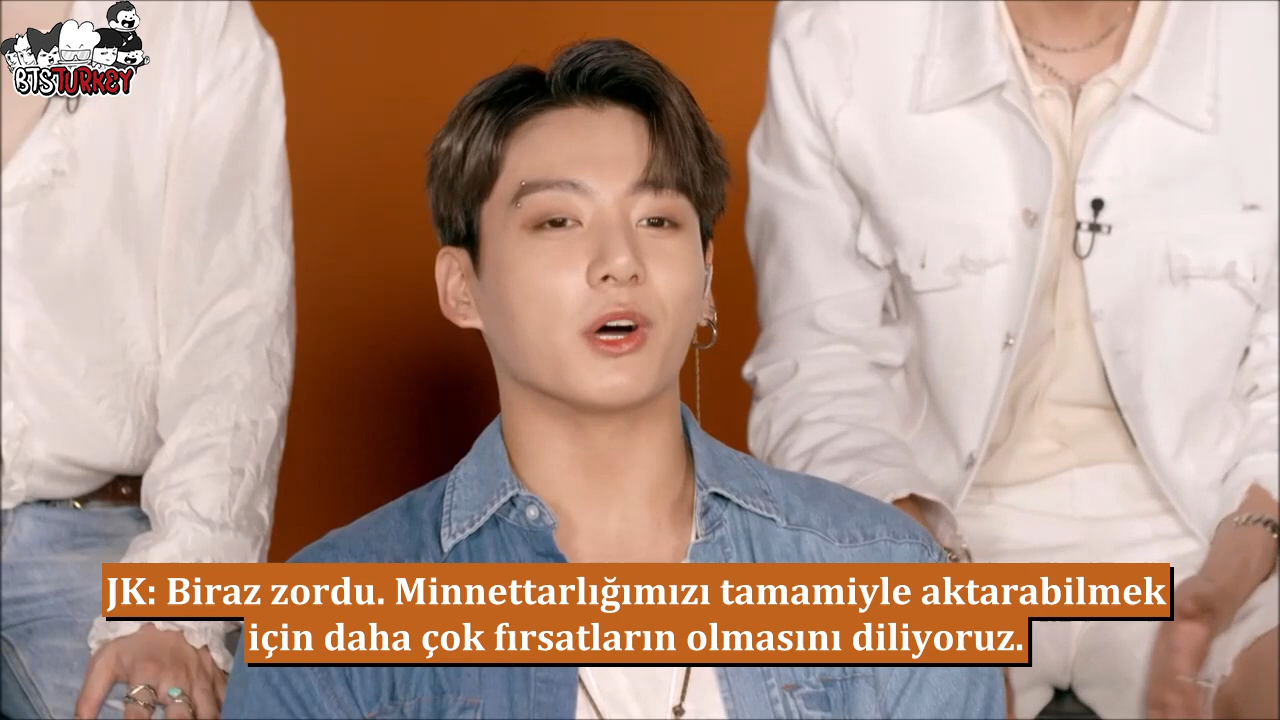 BTSTURKEY
JK: Biraz zordu. Minnettarlığımızı tamamiyle aktarabilmek
için daha çok fırsatların olmasını diliyoruz.